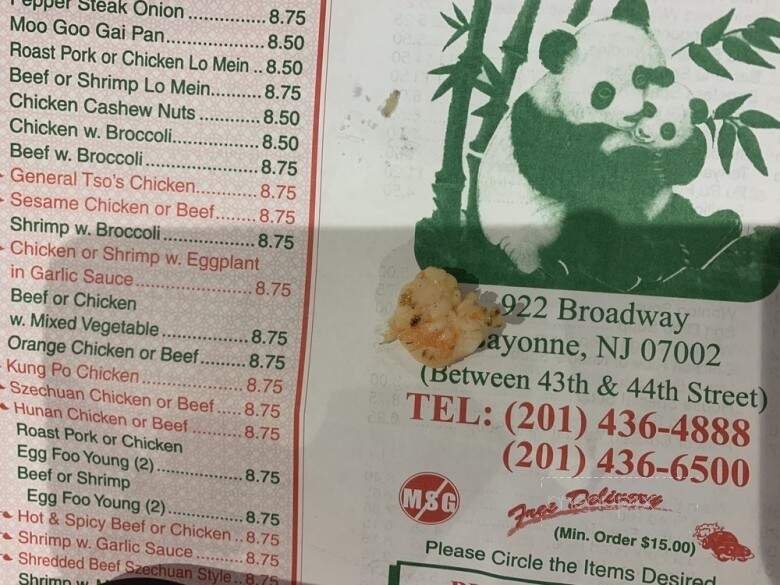 Pepper Steak Onion ............ 8.75
Moo Goo Gai Pan................. 8.50
Roast Pork or Chicken Lo Mein .. 8.50
Beef or Shrimp Lo Mein......... 8.75
Chicken Cashew Nuts ........... 8.50
Chicken w. Broccoli............... 8.50
Beef w. Broccoli .................... 8.75
General Tso's Chicken.......... 8.75
Sesame Chicken or Beef....... 8.75
Shrimp w. Broccoli ................. 8.75
Chicken or Shrimp w. Eggplant
in Garlic Sauce...................... 8.75
Beef or Chicken
w. Mixed Vegetable ............... 8.75
Orange Chicken or Beef........ 8.75
Kung Po Chicken .................. 8.75
Szechuan Chicken or Beef .... 8.75
Hunan Chicken or Beef......... 8.75
Roast Pork or Chicken
Egg Foo Young (2)................ 8.75
Beef or Shrimp
Egg Foo Young (2)................ 8.75
Hot & Spicy Beef or Chicken.. 8.75
Shrimp w. Garlic Sauce ......... 8.75
Shredded Beef Szechuan Style .. 8.75
Shrimp w.
922 Broadway
ayonne, NJ 07002
(Between 43th & 44th Street)
TEL: (201) 436-4888
(201) 436-6500
MSG
Free Delivery
(Min. Order $15.00)
Please Circle the Items Desired